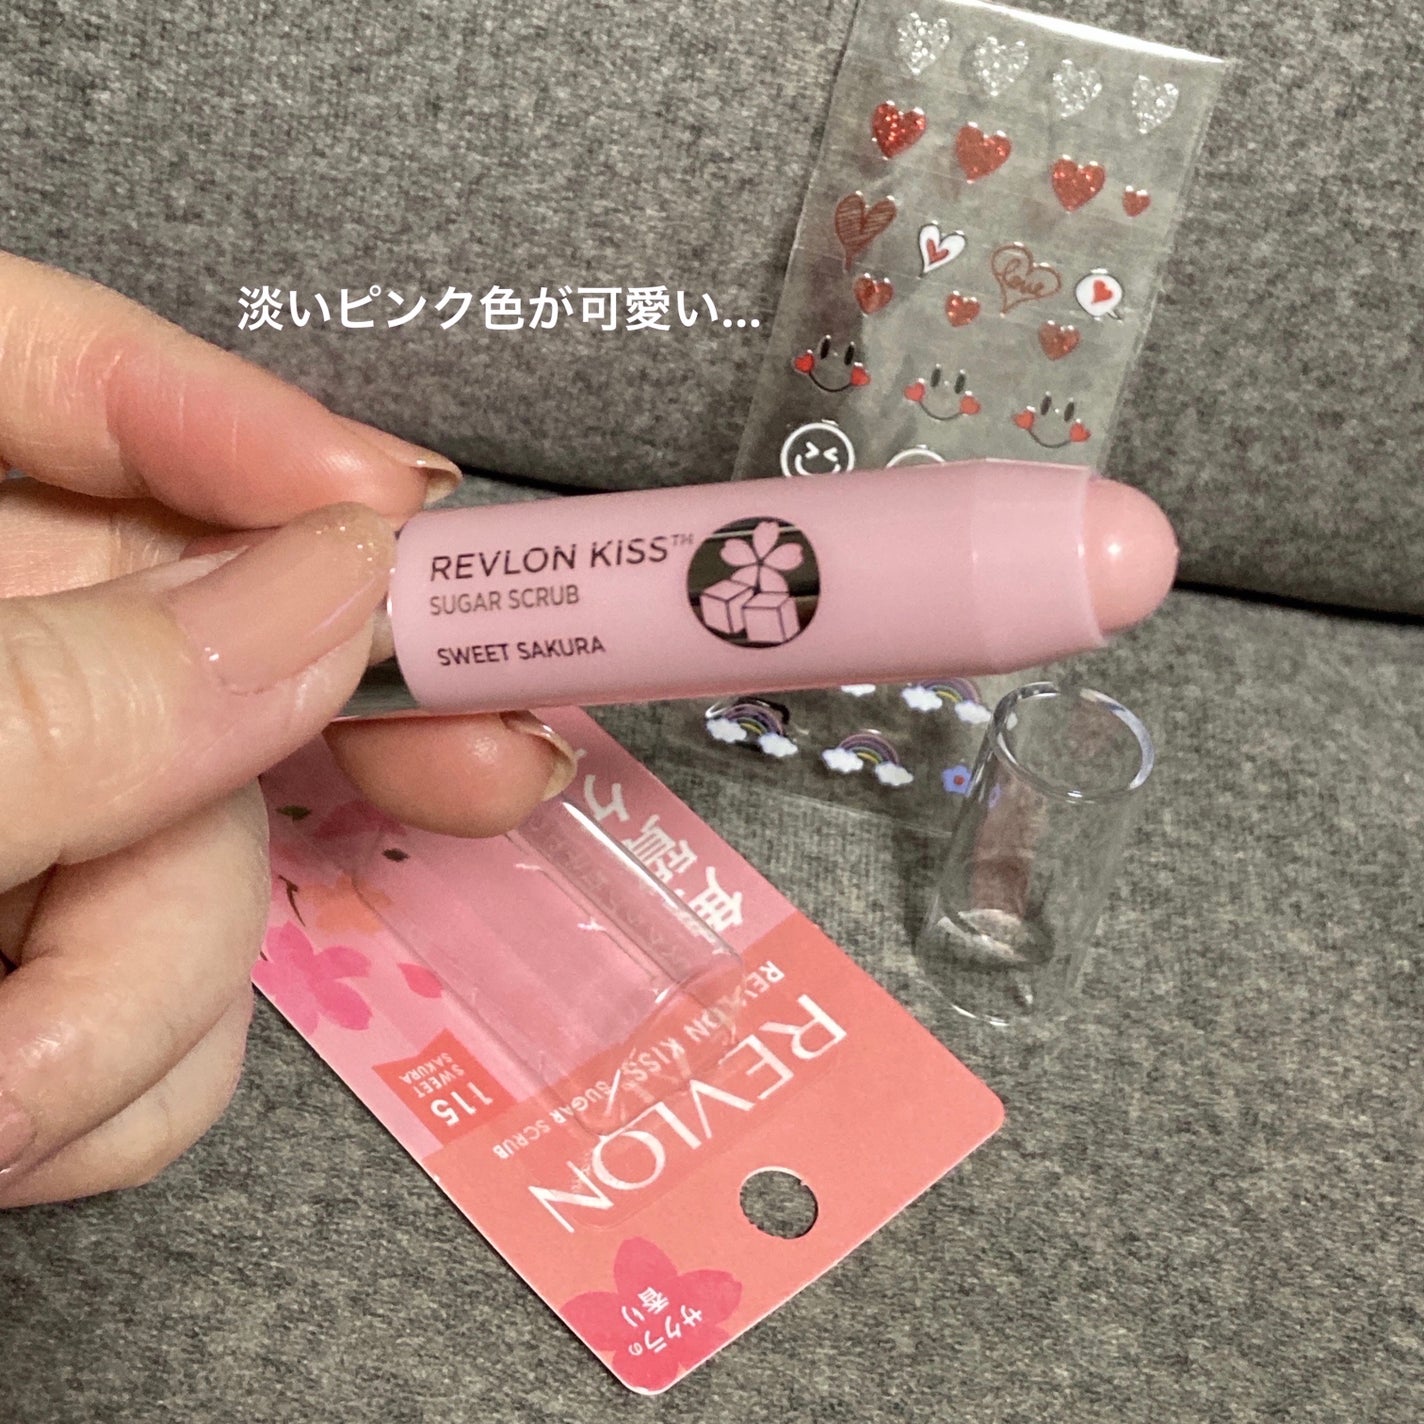 淡いピンク色が可愛い...
love
REVLON KISS™
SUGAR SCRUB
SWEET SAKURA
REVLON
REVLON KISS SUGAR SCRUB
115
SWEET
SAKURA
サクラの
香り